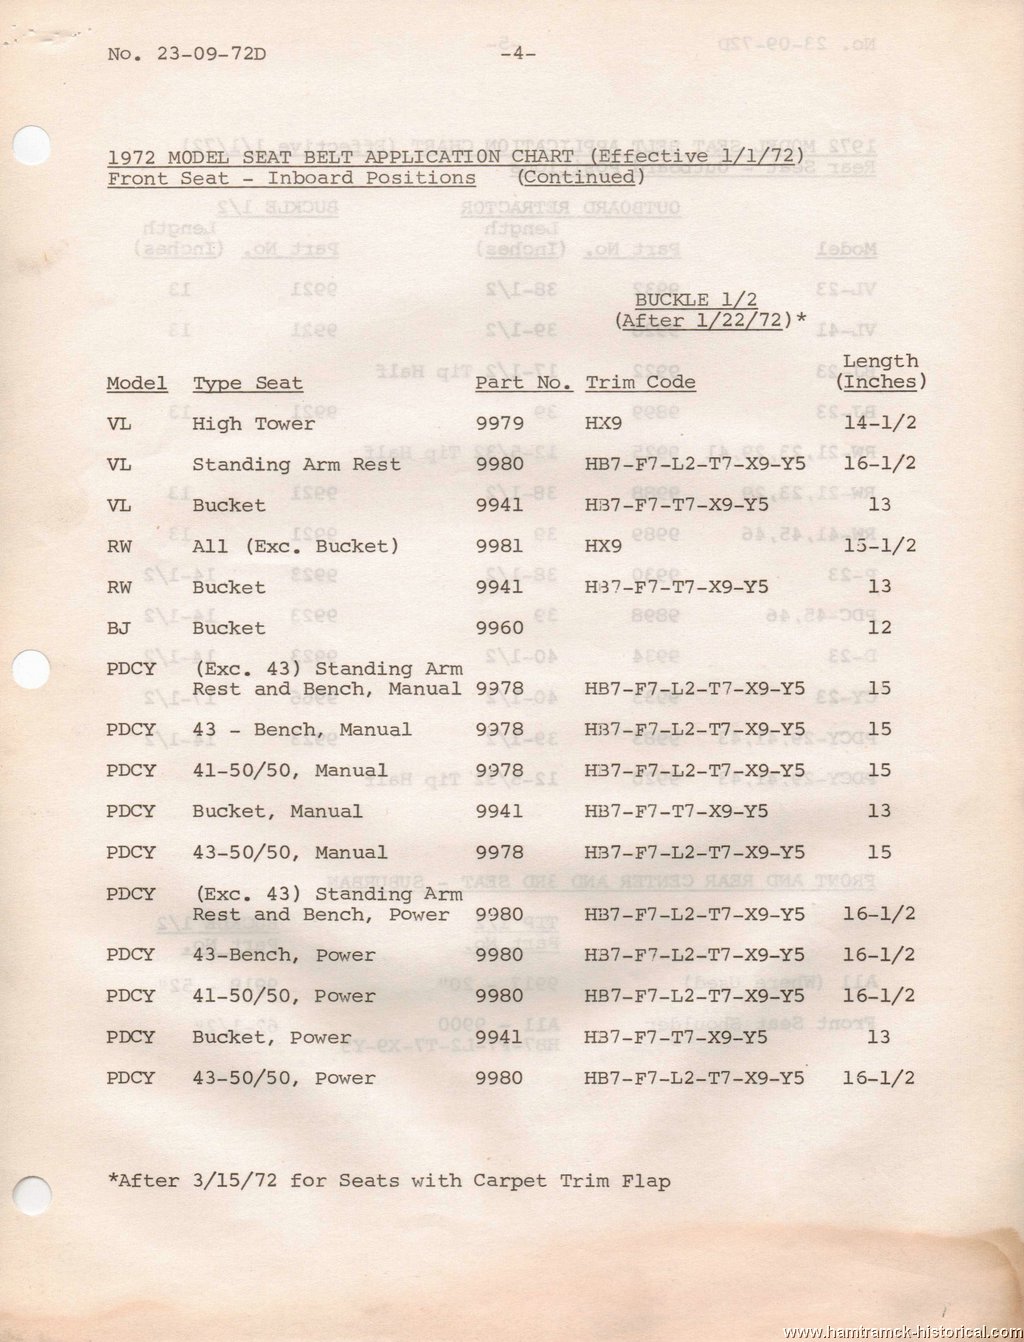 No. 23-09-72D -4-
1972 MODEL SEAT BELT APPLICATION CHART (Effective 1/1/72)
Front Seat - Inboard Positions (Continued)
BUCKLE 1/2
(After 1/22/72)*
Length
Model Type Seat Part No. Trim Code (Inches)
VL High Tower 9979 HX9 14-1/2
VL Standing Arm Rest 9980 HB7-F7-L2-T7-X9-Y5 16-1/2
VL Bucket 9941 HB7-F7-T7-X9-Y5 13
RW All (Exc. Bucket) 9981 HX9 15-1/2
RW Bucket 9941 HB7-F7-T7-X9-Y5 13
BJ Bucket 9960 12
PDCY (Exc. 43) Standing Arm
Rest and Bench, Manual 9978 HB7-F7-L2-T7-X9-Y5 15
PDCY 43 - Bench, Manual 9978 HB7-F7-L2-T7-X9-Y5 15
PDCY 41-50/50, Manual 9978 HB7-F7-L2-T7-X9-Y5 15
PDCY Bucket, Manual 9941 HB7-F7-T7-X9-Y5 13
PDCY 43-50/50, Manual 9978 HB7-F7-L2-T7-X9-Y5 15
PDCY (Exc. 43) Standing Arm
Rest and Bench, Power 9980 HB7-F7-L2-T7-X9-Y5 16-1/2
PDCY 43-Bench, Power 9980 HB7-F7-L2-T7-X9-Y5 16-1/2
PDCY 41-50/50, Power 9980 HB7-F7-L2-T7-X9-Y5 16-1/2
PDCY Bucket, Power 9941 HB7-F7-T7-X9-Y5 13
PDCY 43-50/50, Power 9980 HB7-F7-L2-T7-X9-Y5 16-1/2
*After 3/15/72 for Seats with Carpet Trim Flap
www.hamtramck-historical.com